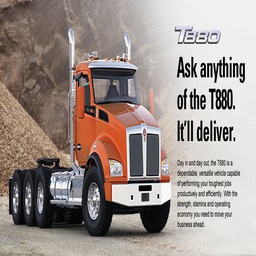 T880
Ask anything
of the T880.
It'll deliver.
Day in and day out, the T880 is a
dependable, versatile vehicle capable
of performing your toughest jobs
productively and efficiently. With the
strength, stamina and operating
economy you need to move your
business ahead.